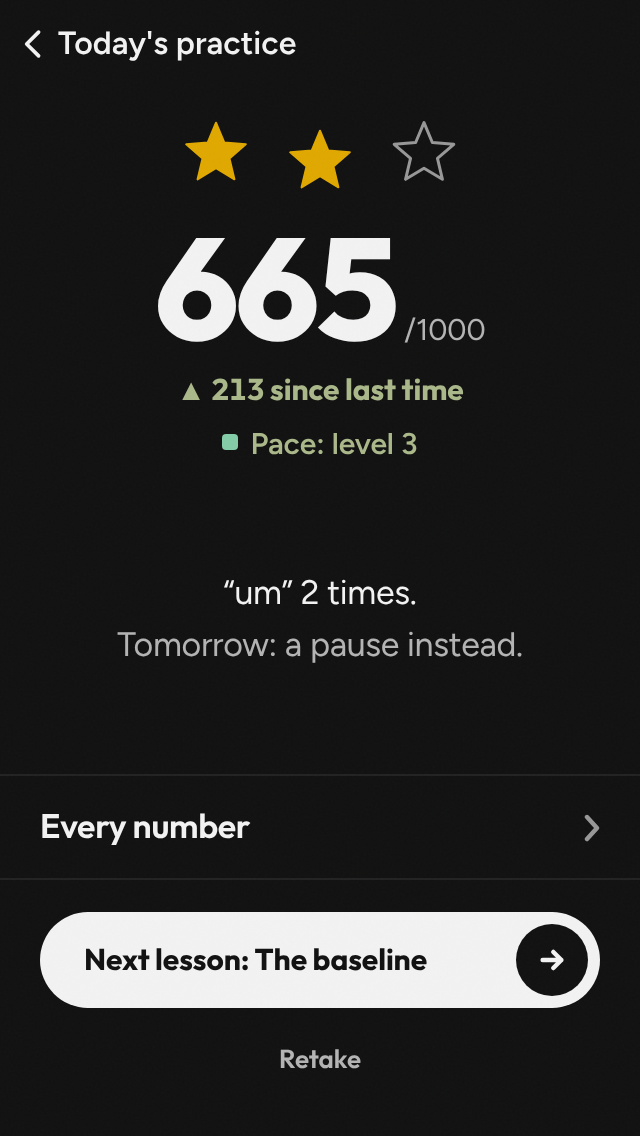 Today's practice
665 /1000
▲ 213 since last time
Pace: level 3
“um” 2 times.
Tomorrow: a pause instead.
Every number
Next lesson: The baseline
Retake